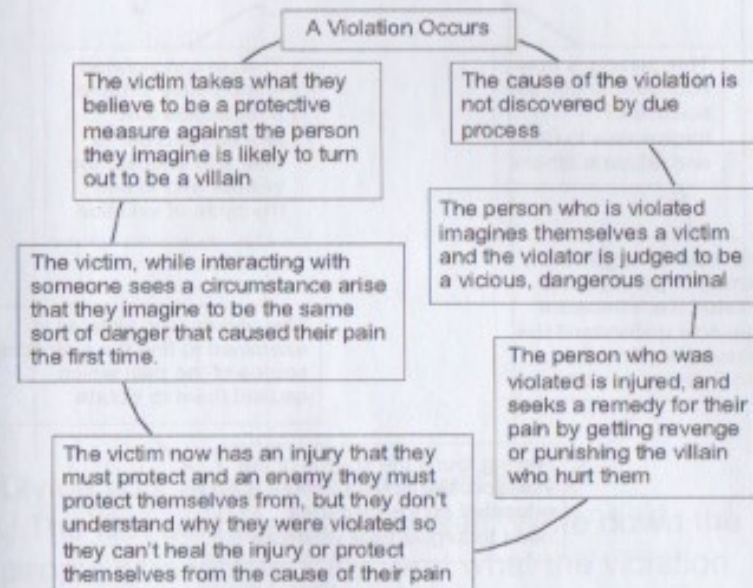 A Violation Occurs
The cause of the violation is
not discovered by due
process
The person who is violated
imagines themselves a victim
and the violator is judged to be
a vicious, dangerous criminal
The person who was
violated is injured, and
seeks a remedy for their
pain by getting revenge
or punishing the villain
who hurt them
The victim now has an injury that they
must protect and an enemy they must
protect themselves from, but they don't
understand why they were violated so
they can't heal the injury or protect
themselves from the cause of their pain
The victim, while interacting with
someone sees a circumstance arise
that they imagine to be the same
sort of danger that caused their pain
the first time.
The victim takes what they
believe to be a protective
measure against the person
they imagine is likely to turn
out to be a villain